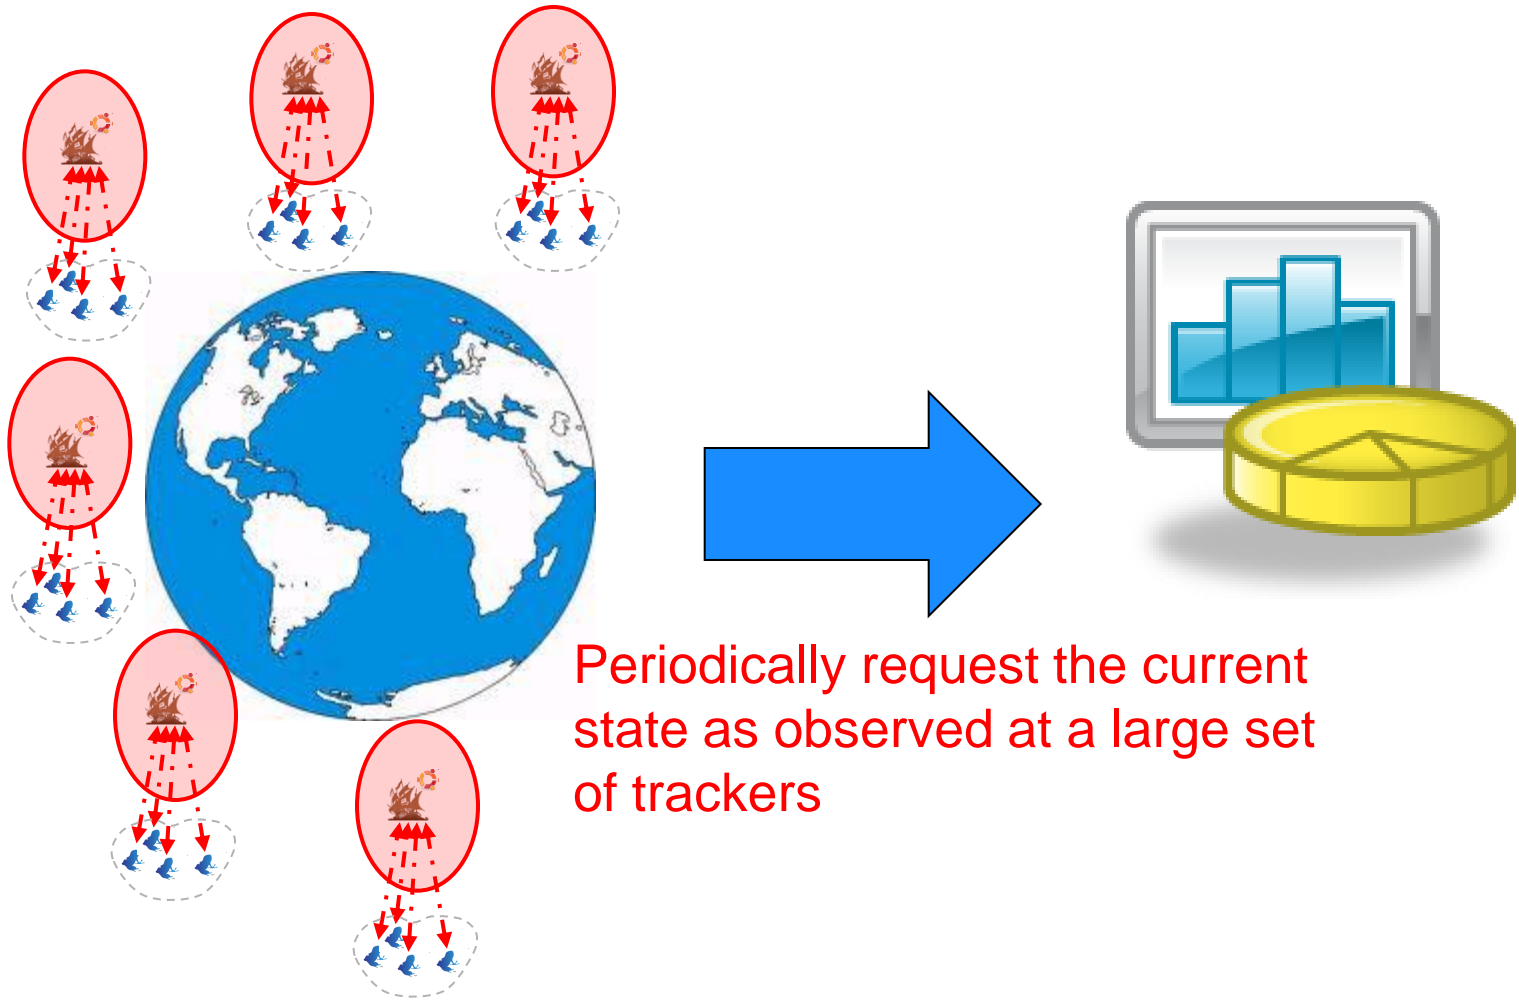 Periodically request the current
state as observed at a large set
of trackers